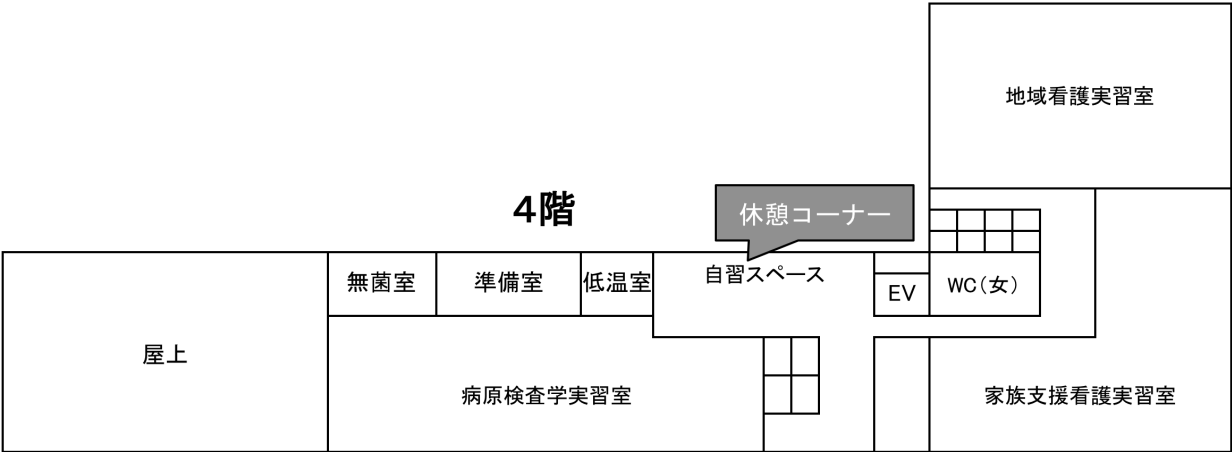 地域看護実習室
4階
休憩コーナー
無菌室
準備室
低温室
自習スペース
EV
WC(女)
屋上
病原検査学実習室
家族支援看護実習室